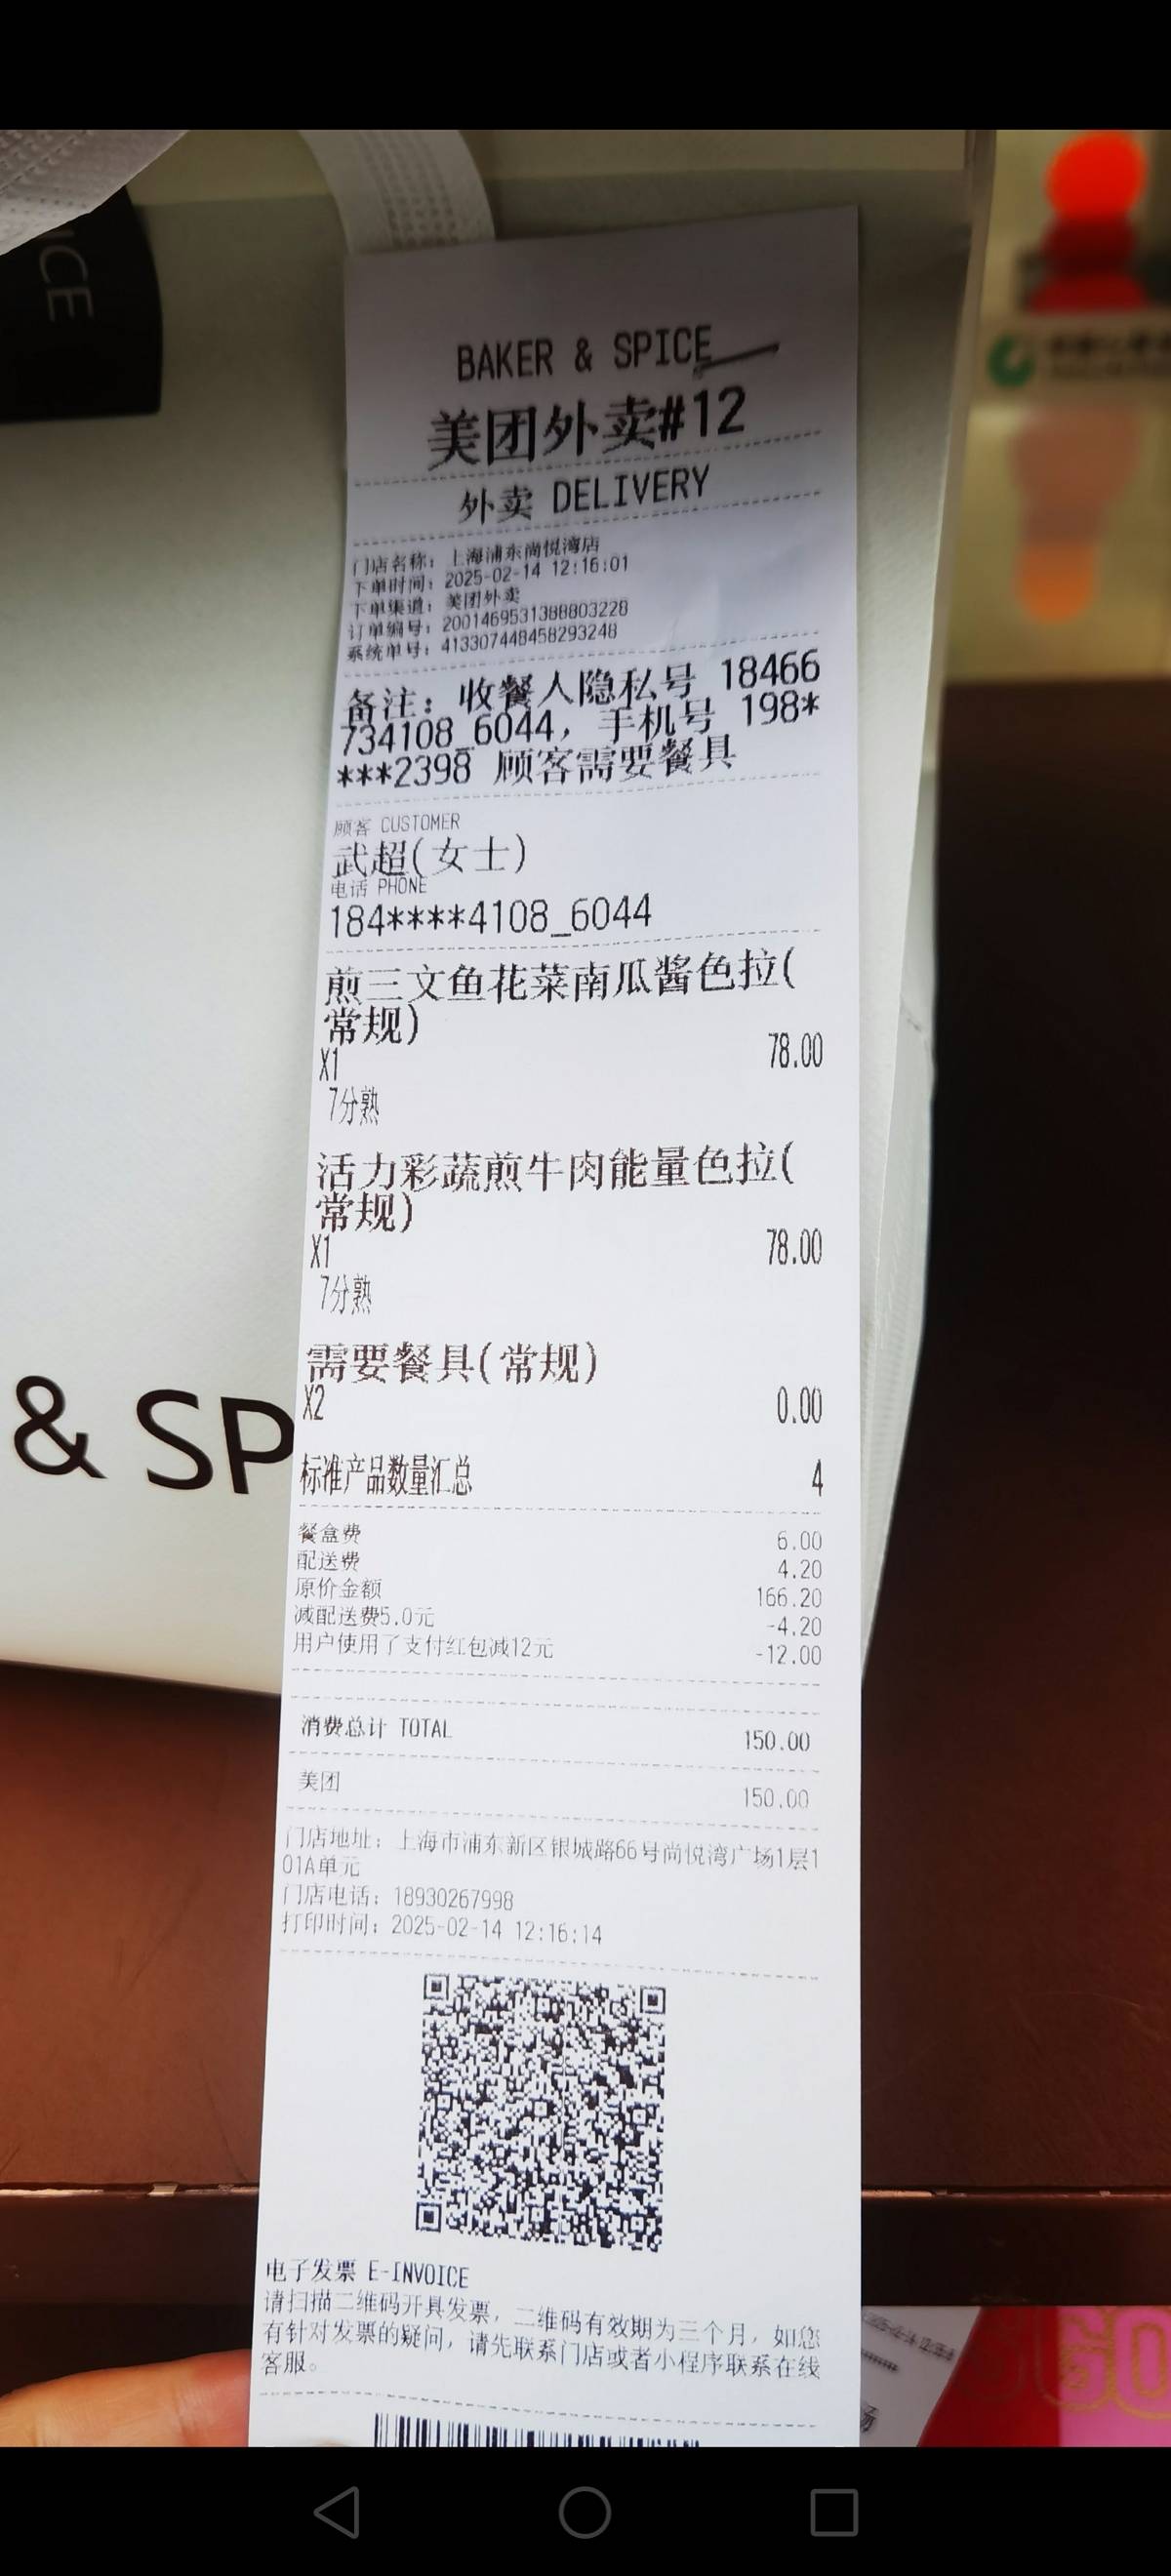 ICE
BAKER & SPICE
美团外卖#12
外卖 DELIVERY
门店名称：上海浦东尚悦湾店
下单时间：2025-02-14 12:16:01
下单渠道：美团外卖
订单编号：2001469531388803228
系统单号：413307448458293248
备注：收餐人隐私号 18466
734108_6044，手机号 198*
***2398 顾客需要餐具
顾客 CUSTOMER
武超(女士)
电话 PHONE
184****4108_6044
煎三文鱼花菜南瓜酱色拉(
常规)
X1 78.00
7分熟
活力彩蔬煎牛肉能量色拉(
常规)
X1 78.00
7分熟
需要餐具(常规)
X2 0.00
& SP
标准产品数量汇总 4
餐盒费 6.00
配送费 4.20
原价金额 166.20
减配送费5.0元 -4.20
用户使用了支付红包减12元 -12.00
消费总计 TOTAL 150.00
美团 150.00
门店地址：上海市浦东新区银城路66号尚悦湾广场1层1
01A单元
门店电话：18930267998
打印时间：2025-02-14 12:16:14
电子发票 E-INVOICE
请扫描二维码开具发票，二维码有效期为三个月，如您
有针对发票的疑问，请先联系门店或者小程序联系在线
客服。